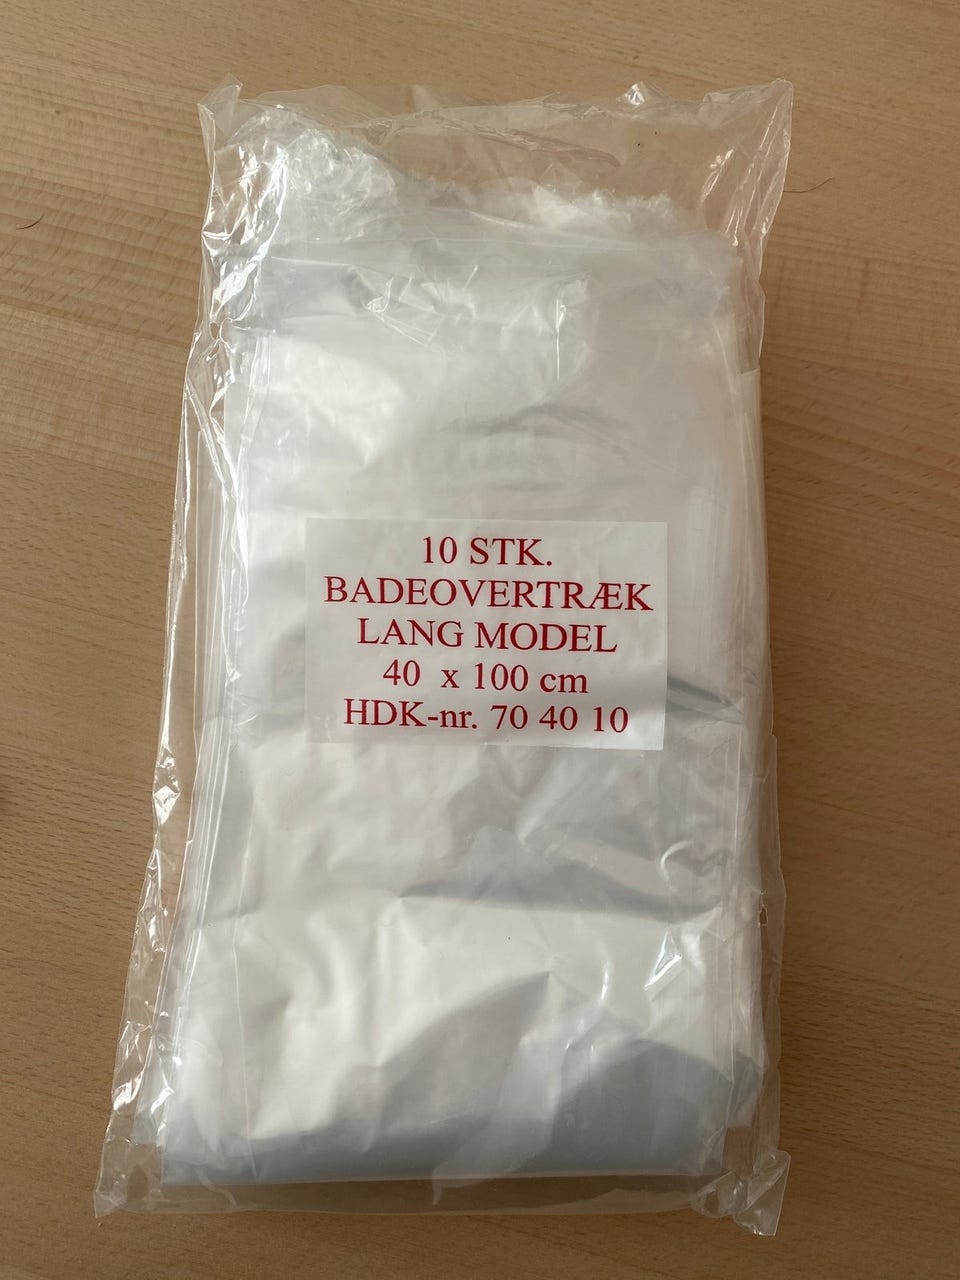 10 STK.
BADEOVERTRÆK
LANG MODEL
40 x 100 cm
HDK-nr. 70 40 10